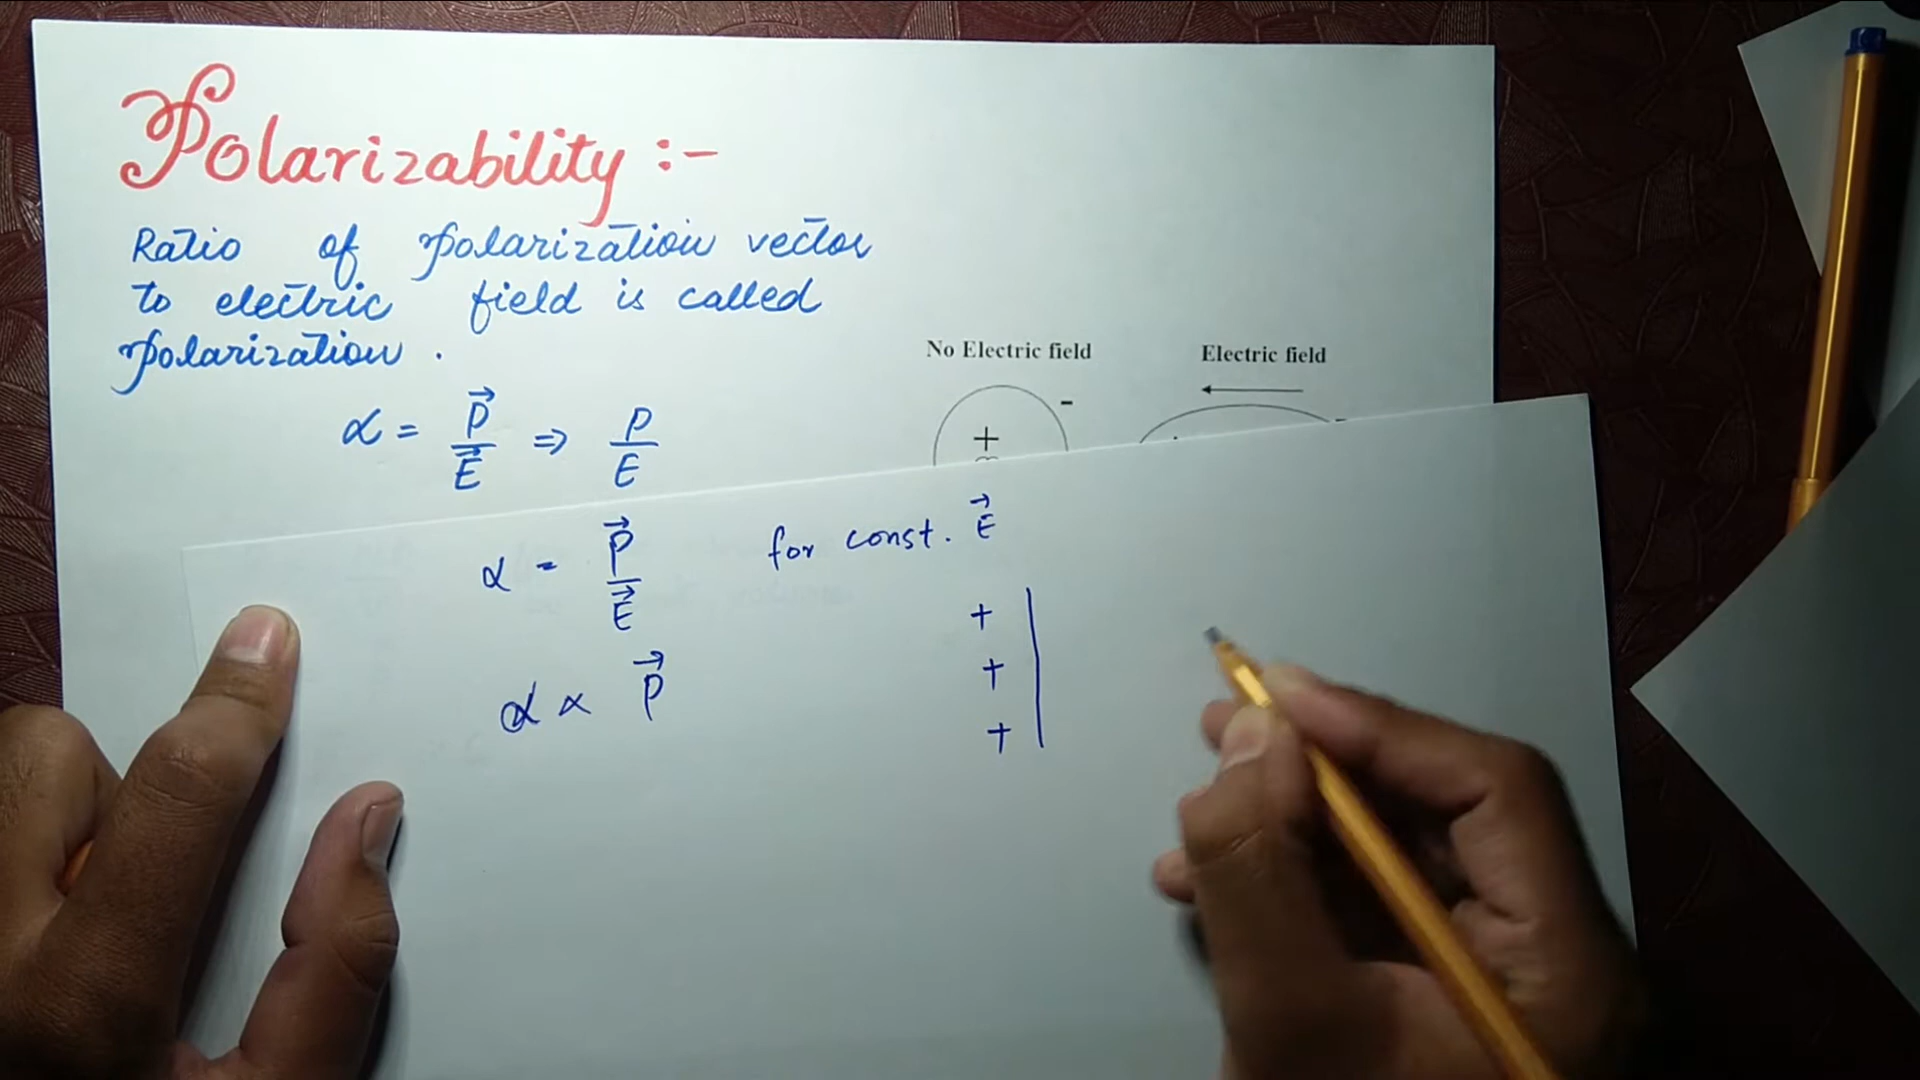 Polarizability :-
Ratio of polarization vector
to electric field is called
polarization .
No Electric field
Electric field
-
+
-
α = P⃗ / E⃗ ⇒ P / E
α = P⃗ / E⃗ for const. E⃗
α ∝ P⃗
+
+
+